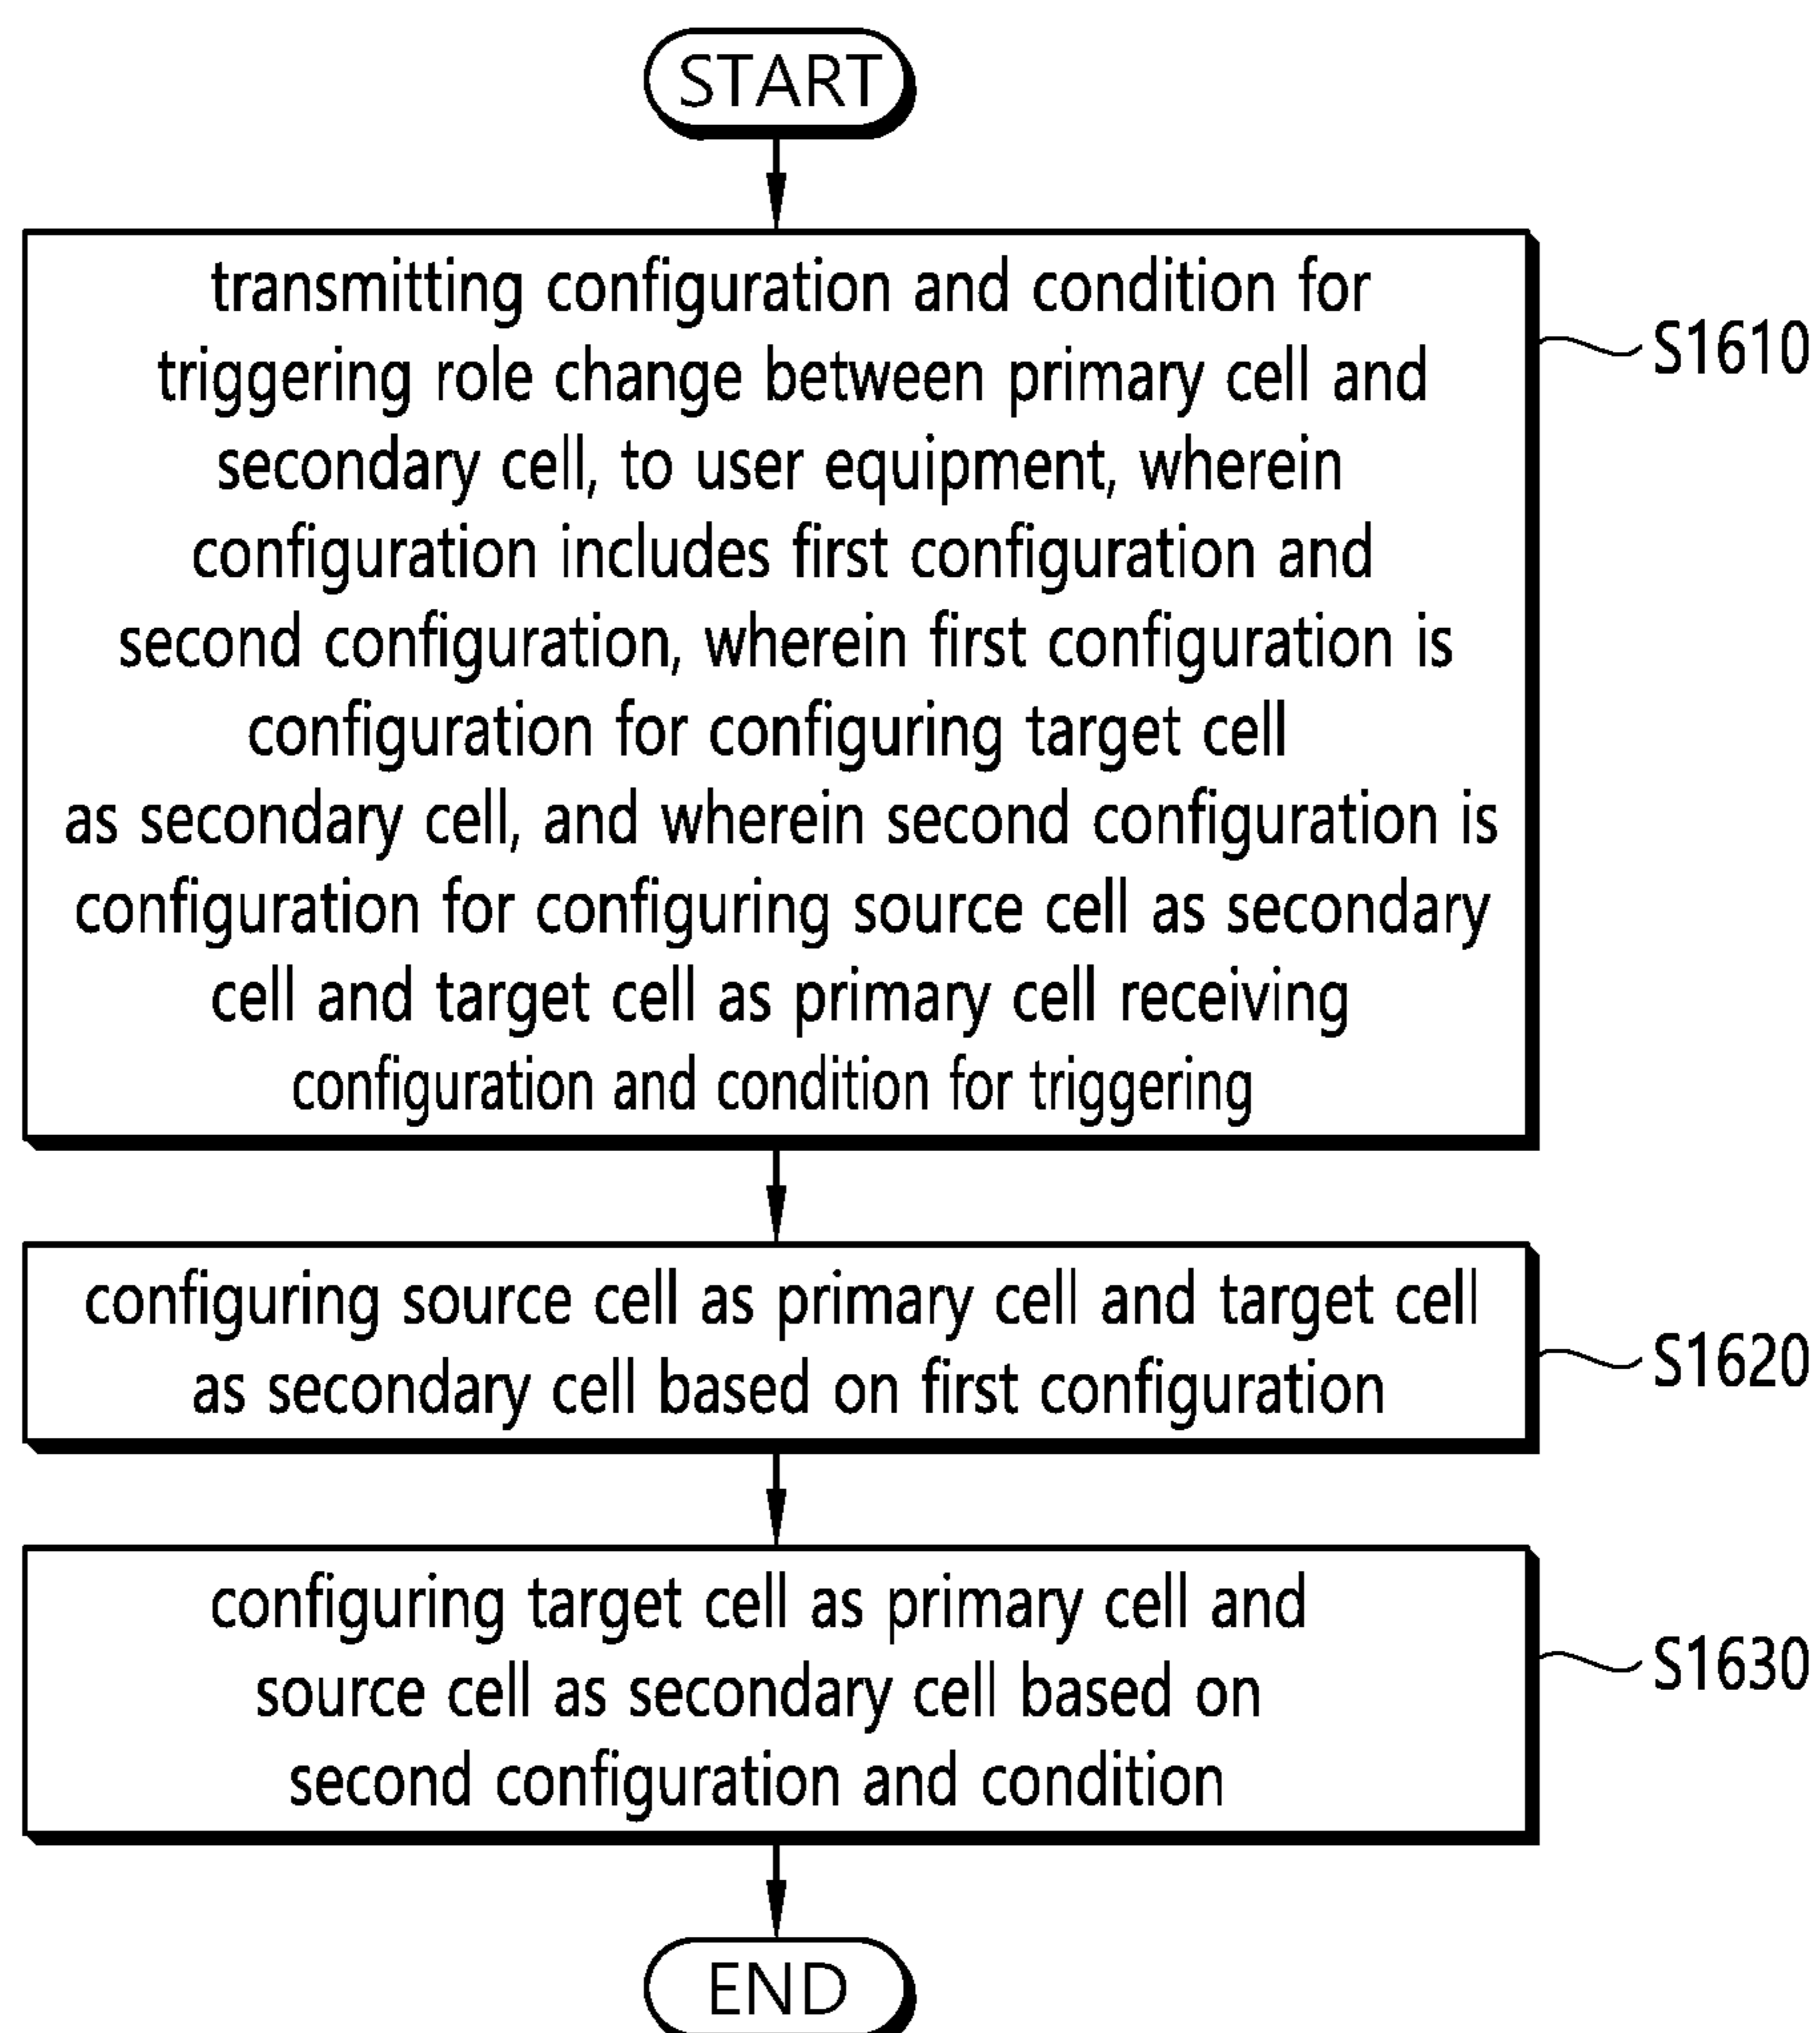 START
transmitting configuration and condition for
triggering role change between primary cell and
secondary cell, to user equipment, wherein
configuration includes first configuration and
second configuration, wherein first configuration is
configuration for configuring target cell
as secondary cell, and wherein second configuration is
configuration for configuring source cell as secondary
cell and target cell as primary cell receiving
configuration and condition for triggering
S1610
configuring source cell as primary cell and target cell
as secondary cell based on first configuration
S1620
configuring target cell as primary cell and
source cell as secondary cell based on
second configuration and condition
S1630
END